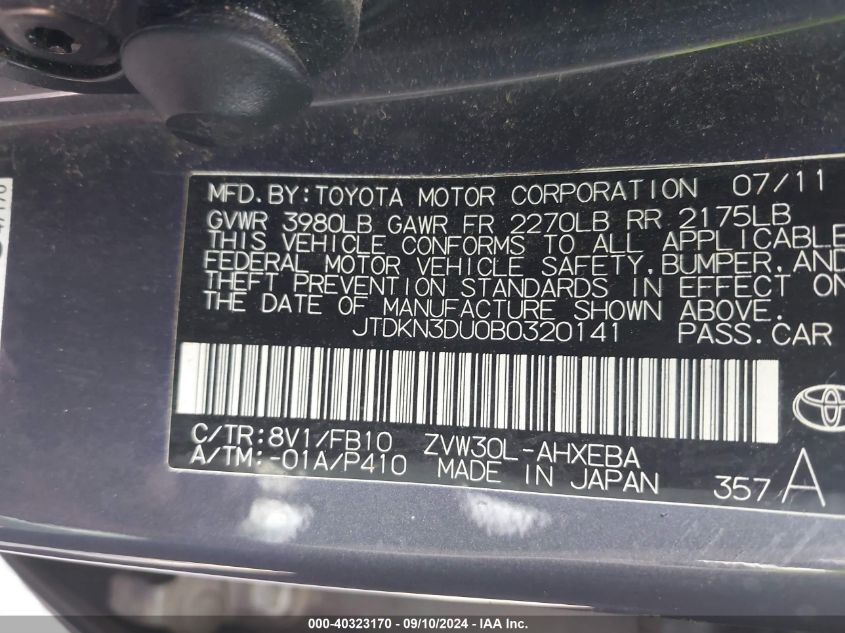 MFD.BY:TOYOTA MOTOR CORPORATION 07/11
GVWR 3980LB GAWR FR 2270LB RR 2175LB
THIS VEHICLE CONFORMS TO ALL APPLICABLE
FEDERAL MOTOR VEHICLE SAFETY,BUMPER,AND
THEFT PREVENTION STANDARDS IN EFFECT ON
THE DATE OF MANUFACTURE SHOWN ABOVE.
JTDKN3DU0B0320141 PASS.CAR
C/TR:8V1/FB10 ZVW30L-AHXEBA
A/TM:-01A/P410 MADE IN JAPAN 357 A
000-40323170 - 09/10/2024 - IAA Inc.